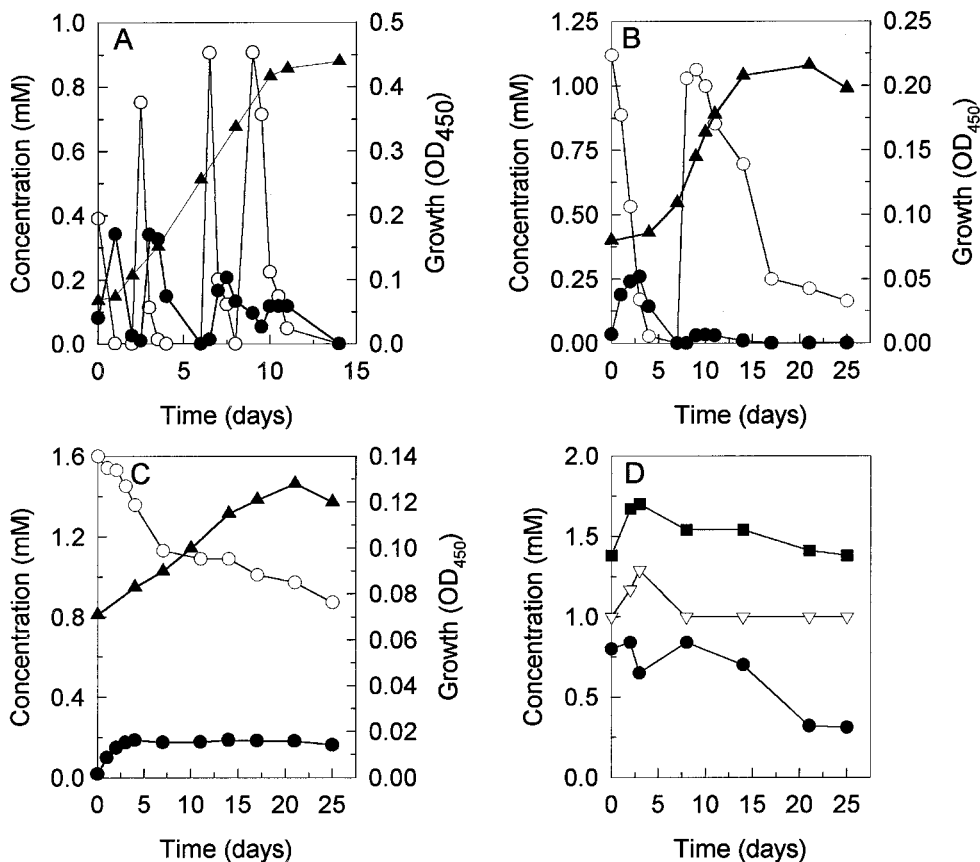 A
Concentration (mM)
1.0
0.8
0.6
0.4
0.2
0.0
0 5 10 15
Time (days)
0.5
0.4
0.3
0.2
0.1
0.0
Growth (OD450)
B
Concentration (mM)
1.25
1.00
0.75
0.50
0.25
0.00
0 5 10 15 20 25
Time (days)
0.25
0.20
0.15
0.10
0.05
0.00
Growth (OD450)
C
Concentration (mM)
1.6
1.2
0.8
0.4
0.0
0 5 10 15 20 25
Time (days)
0.14
0.12
0.10
0.08
0.06
0.04
0.02
0.00
Growth (OD450)
D
Concentration (mM)
2.0
1.5
1.0
0.5
0.0
0 5 10 15 20 25
Time (days)